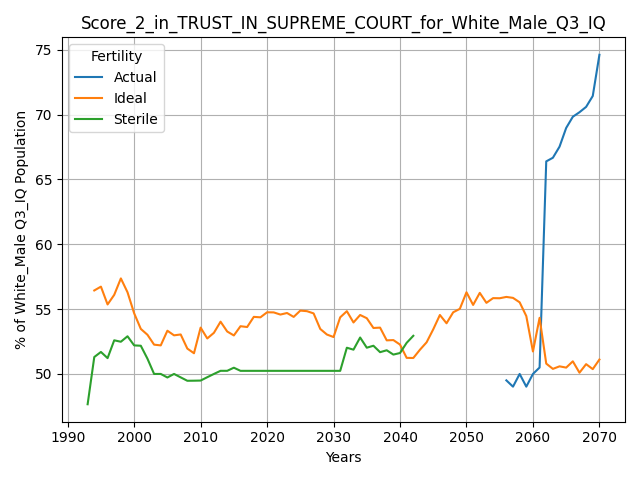 Score_2_in_TRUST_IN_SUPREME_COURT_for_White_Male_Q3_IQ
Fertility
Actual
Ideal
Sterile
% of White_Male Q3_IQ Population
75
70
65
60
55
50
1990 2000 2010 2020 2030 2040 2050 2060 2070
Years